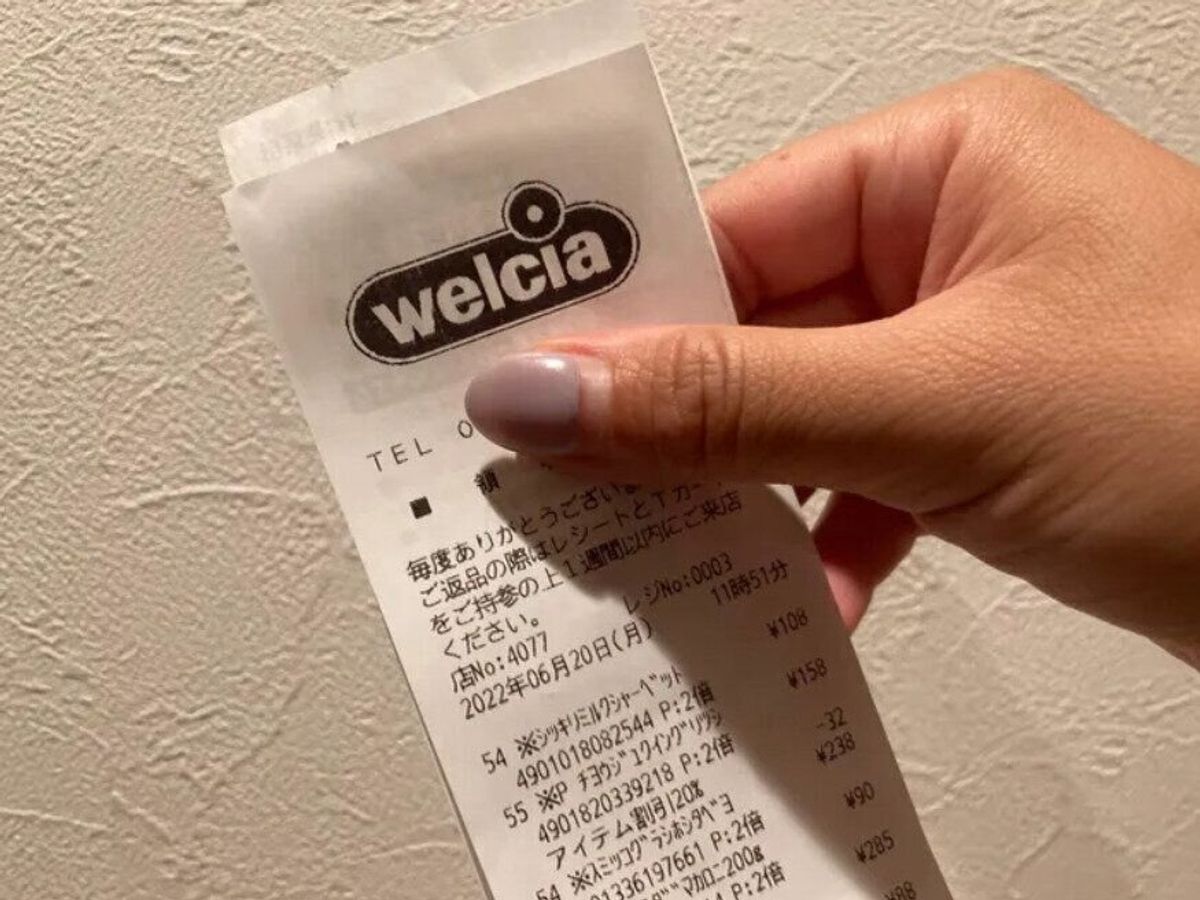 welcia
TEL 0
■ 領
毎度ありがとうございま
ご返品の際はレシートとTカー
をご持参の上1週間以内にご来店
ください。
店No:4077 レジNo:0003
2022年06月20日(月) 11時51分
54 ※シッキリミルクシャーベット ¥108
4901018082544 P:2倍
55 ※P チヨウジユクイングリツシ ¥158
4901820339218 P:2倍
アイテム割引20% -32
54 ※スミッコグラシホシタベヨ ¥238
01336197661 P:2倍 ¥90
マカロニ200g ¥285
4 P:2倍
¥88